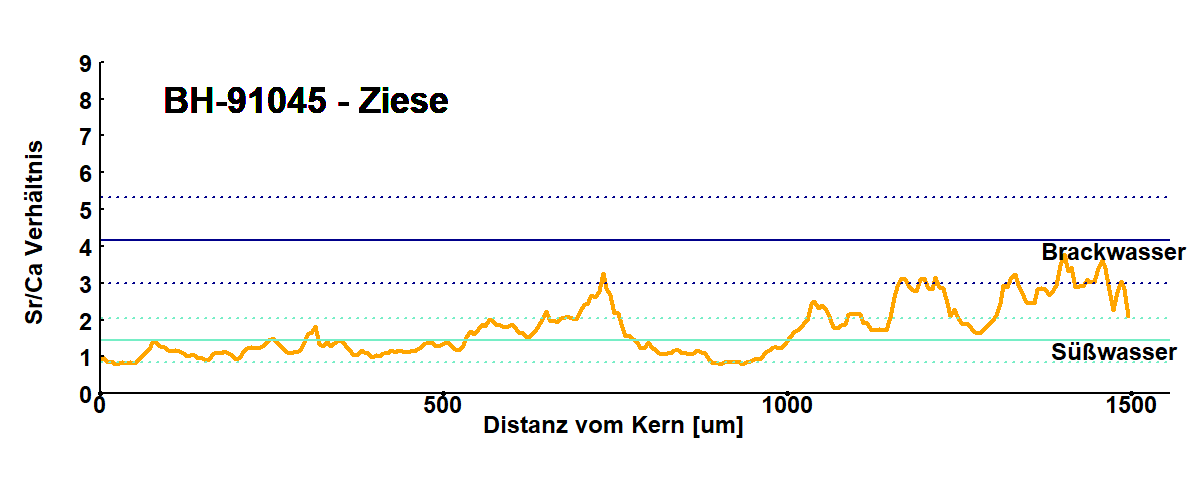 BH-91045 - Ziese
Sr/Ca Verhältnis
9
8
7
6
5
4
3
2
1
0
Brackwasser
Süßwasser
0 500 1000 1500
Distanz vom Kern [um]